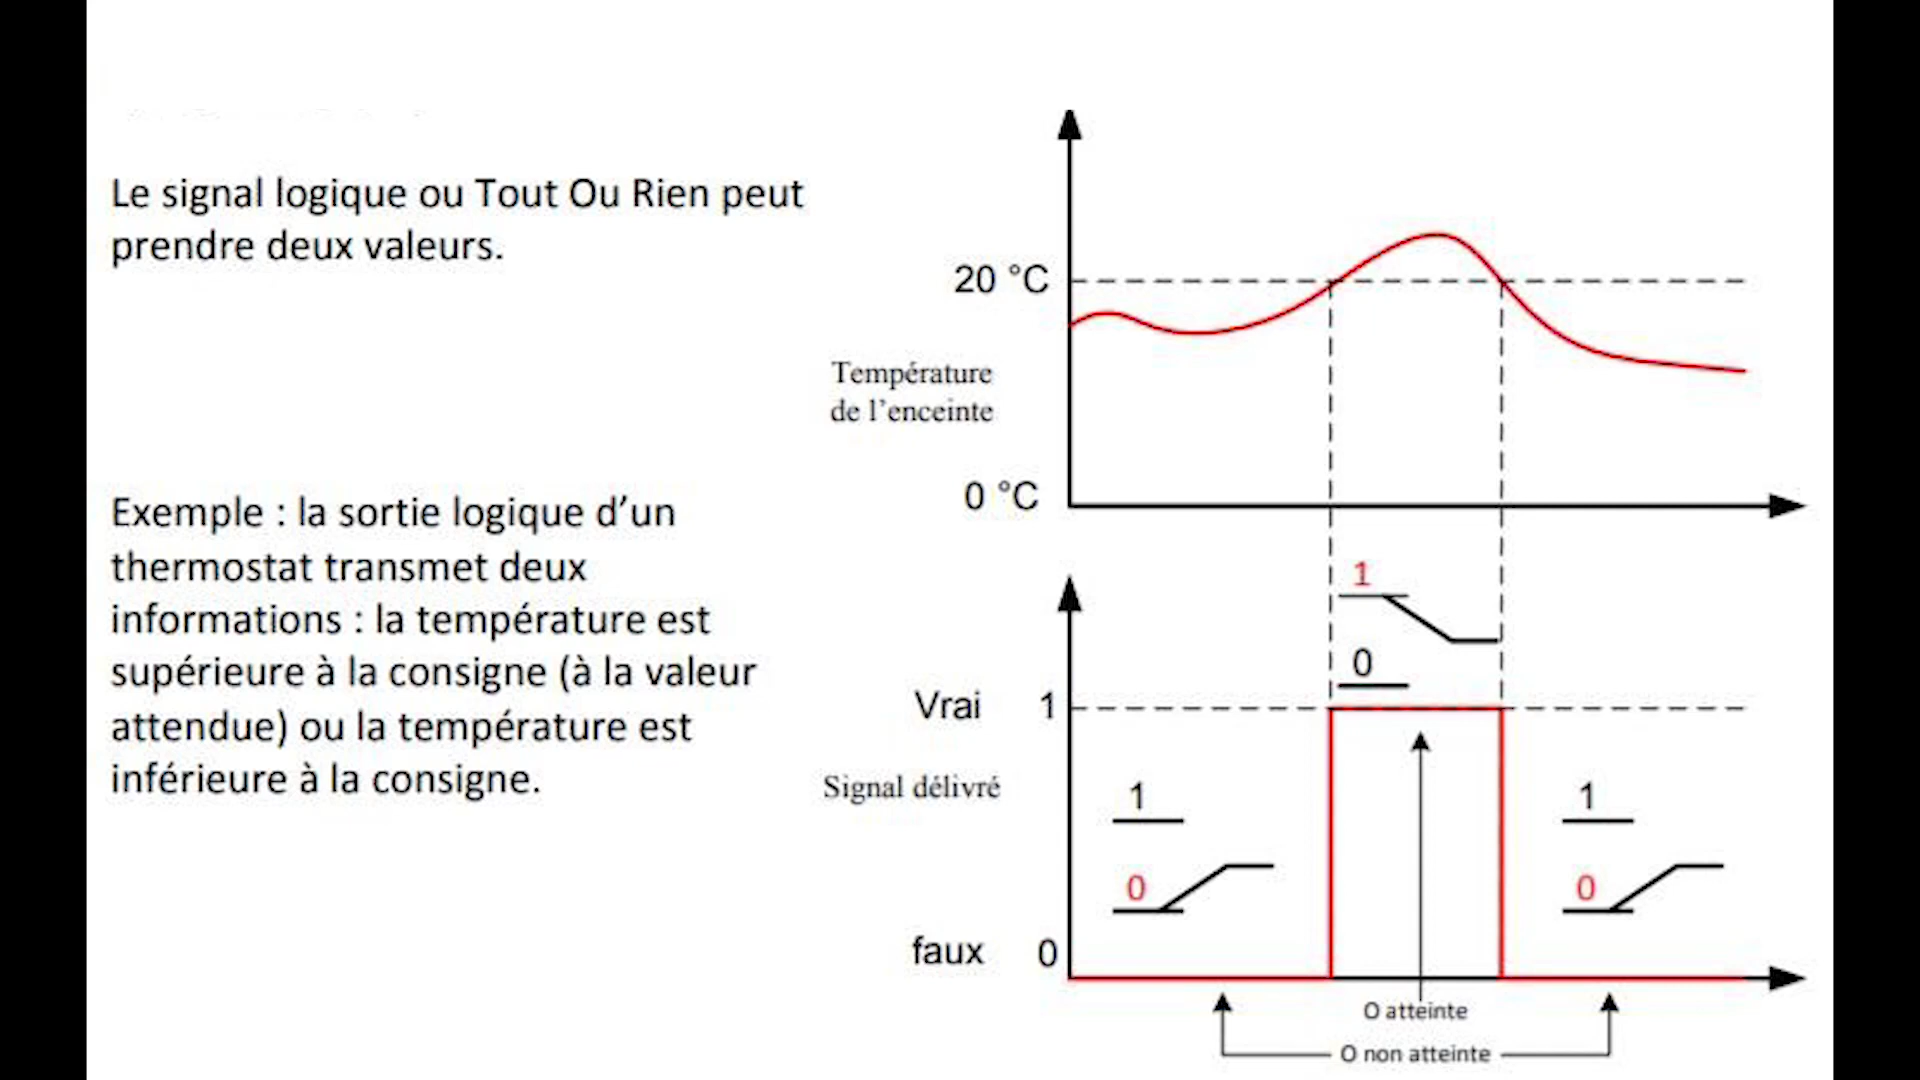 Le signal logique ou Tout Ou Rien peut
prendre deux valeurs.
Exemple : la sortie logique d'un
thermostat transmet deux
informations : la température est
supérieure à la consigne (à la valeur
attendue) ou la température est
inférieure à la consigne.
20 °C
Température
de l'enceinte
0 °C
1
0
Vrai 1
Signal délivré
1
0
1
0
faux 0
O atteinte
O non atteinte